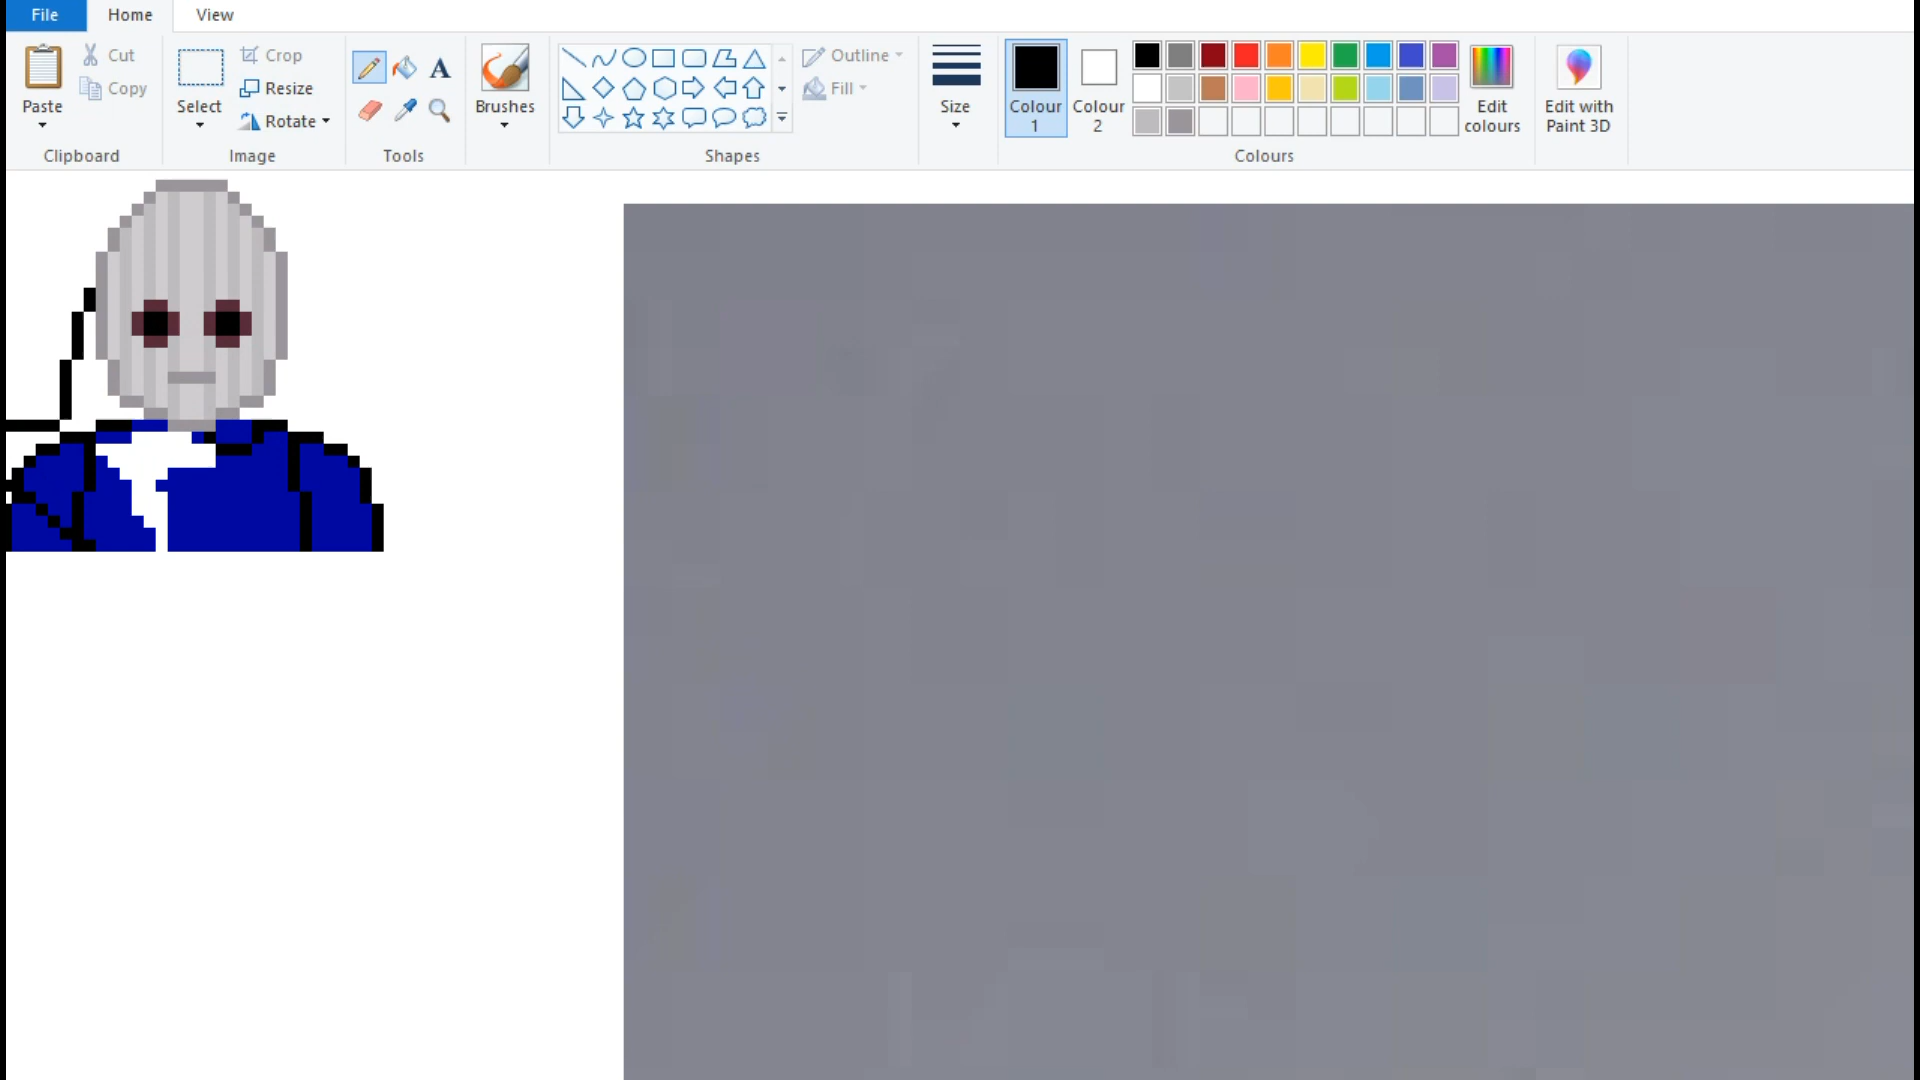 File Home View
Paste
Cut
Copy
Clipboard
Select
Crop
Resize
Rotate
Image
A
Tools
Brushes
Outline
Fill
Shapes
Size
Colour
1
Colour
2
Edit
colours
Colours
Edit with
Paint 3D